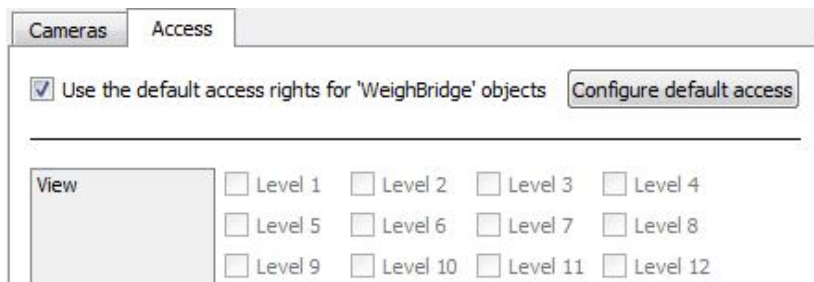 Cameras Access
Use the default access rights for 'WeighBridge' objects Configure default access
View Level 1 Level 2 Level 3 Level 4
Level 5 Level 6 Level 7 Level 8
Level 9 Level 10 Level 11 Level 12